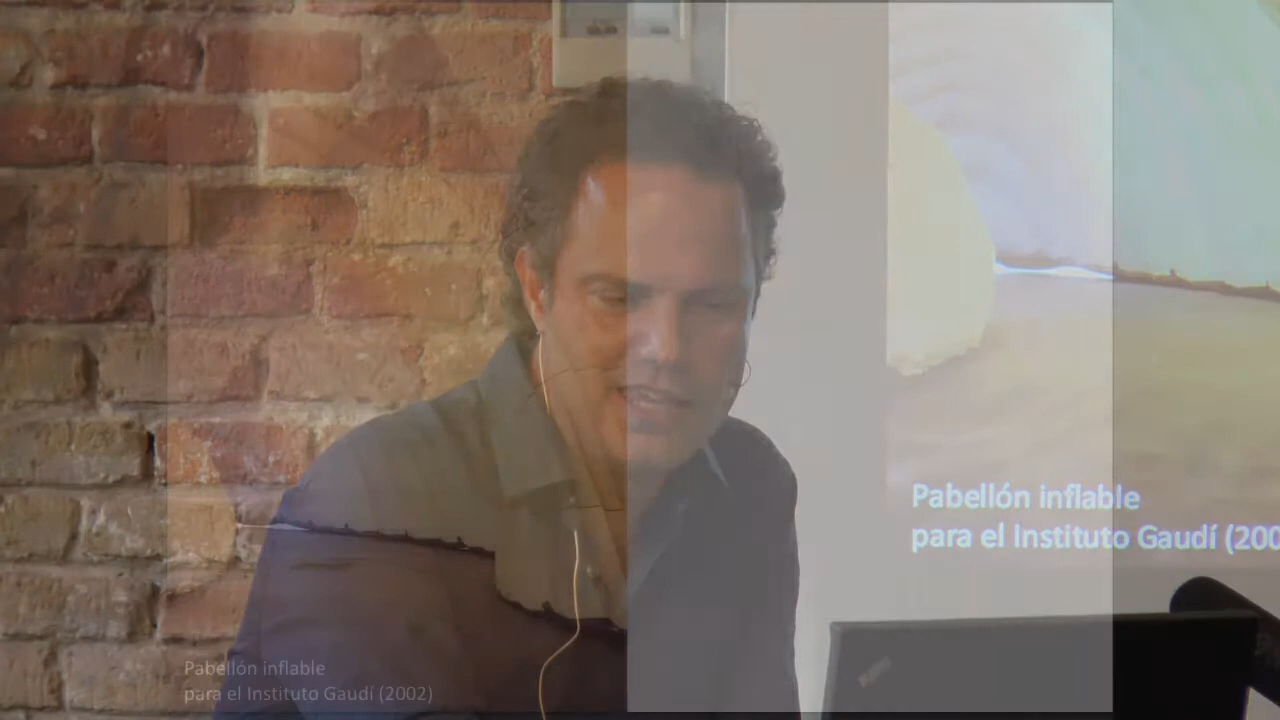 Pabellón inflable
para el Instituto Gaudí (200
Pabellón inflable
para el Instituto Gaudí (2002)